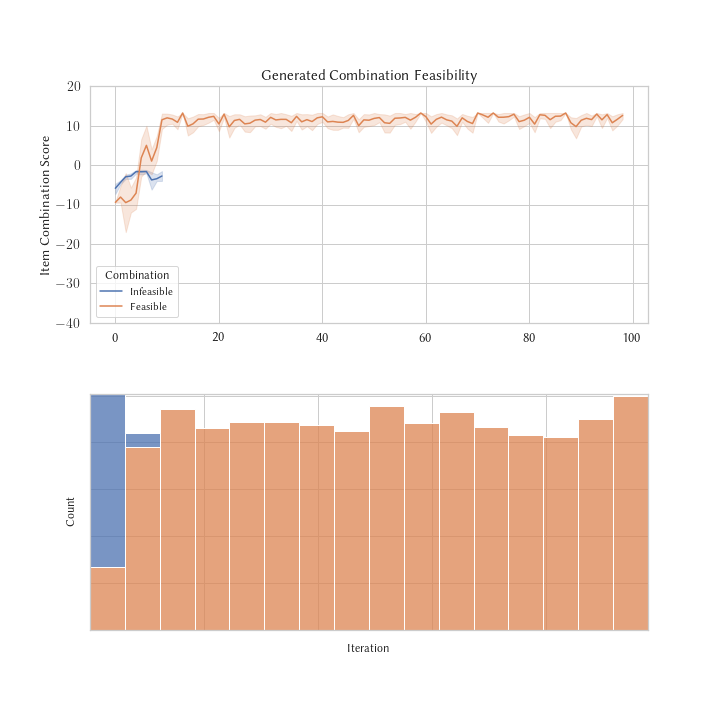 Generated Combination Feasibility
20
10
0
−10
−20
−30
−40
Item Combination Score
Combination
Infeasible
Feasible
0 20 40 60 80 100
Count
Iteration